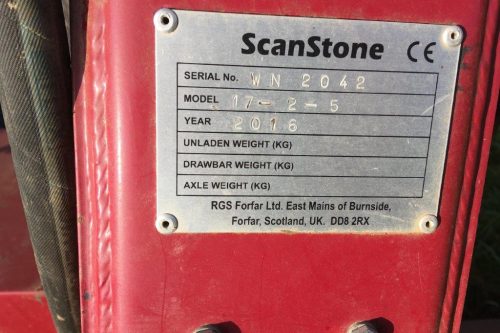 ScanStone CE
SERIAL No. WN 2042
MODEL 17-2-5
YEAR 2016
UNLADEN WEIGHT (KG)
DRAWBAR WEIGHT (KG)
AXLE WEIGHT (KG)
RGS Forfar Ltd. East Mains of Burnside,
Forfar, Scotland, UK. DD8 2RX